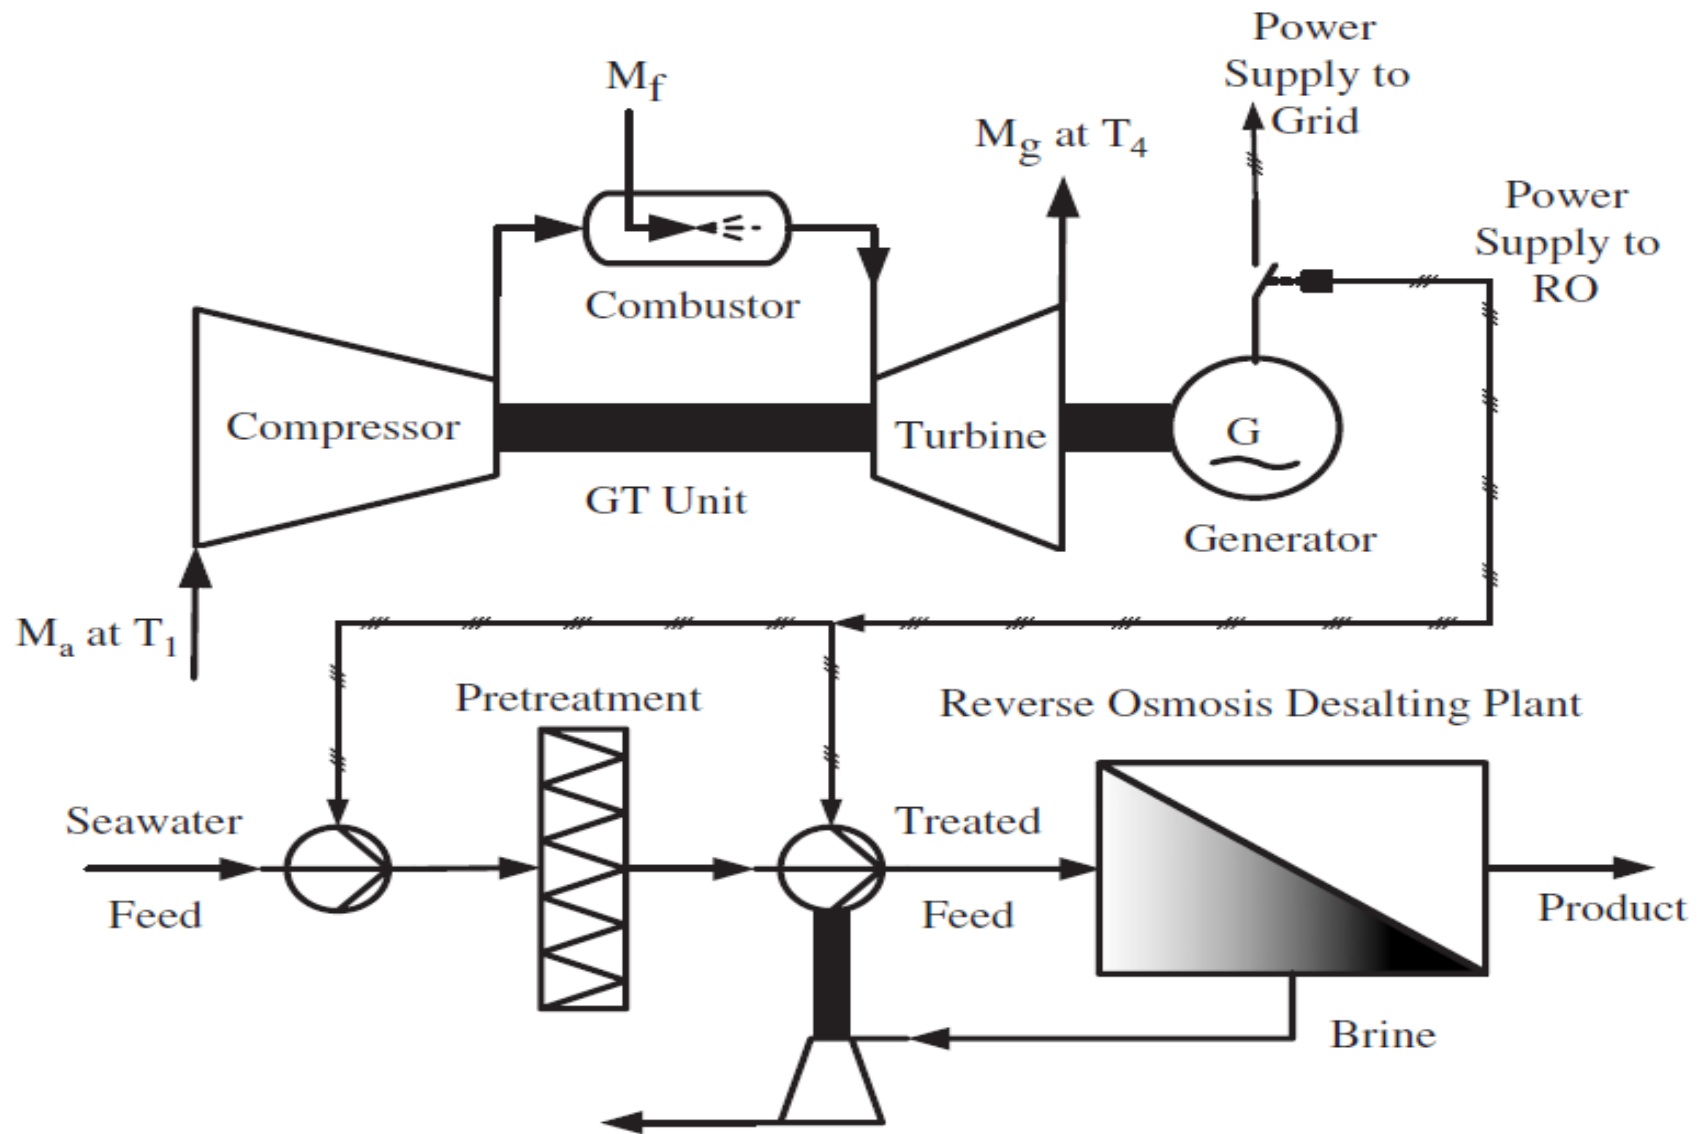 Power
Supply to
Grid
Mf
Mg at T4
Power
Supply to
RO
Combustor
Compressor
Turbine
G
GT Unit
Generator
Ma at T1
Pretreatment
Reverse Osmosis Desalting Plant
Seawater
Feed
Treated
Feed
Product
Brine